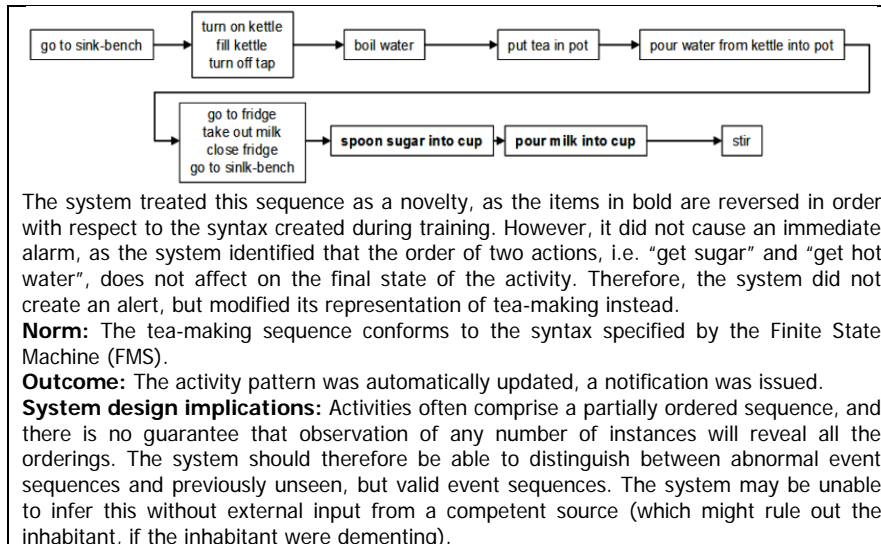 go to sink-bench
turn on kettle
fill kettle
turn off tap
boil water
put tea in pot
pour water from kettle into pot
go to fridge
take out milk
close fridge
go to sinlk-bench
spoon sugar into cup
pour milk into cup
stir
The system treated this sequence as a novelty, as the items in bold are reversed in order
with respect to the syntax created during training. However, it did not cause an immediate
alarm, as the system identified that the order of two actions, i.e. “get sugar” and “get hot
water”, does not affect on the final state of the activity. Therefore, the system did not
create an alert, but modified its representation of tea-making instead.
Norm: The tea-making sequence conforms to the syntax specified by the Finite State
Machine (FMS).
Outcome: The activity pattern was automatically updated, a notification was issued.
System design implications: Activities often comprise a partially ordered sequence, and
there is no guarantee that observation of any number of instances will reveal all the
orderings. The system should therefore be able to distinguish between abnormal event
sequences and previously unseen, but valid event sequences. The system may be unable
to infer this without external input from a competent source (which might rule out the
inhabitant, if the inhabitant were dementing).